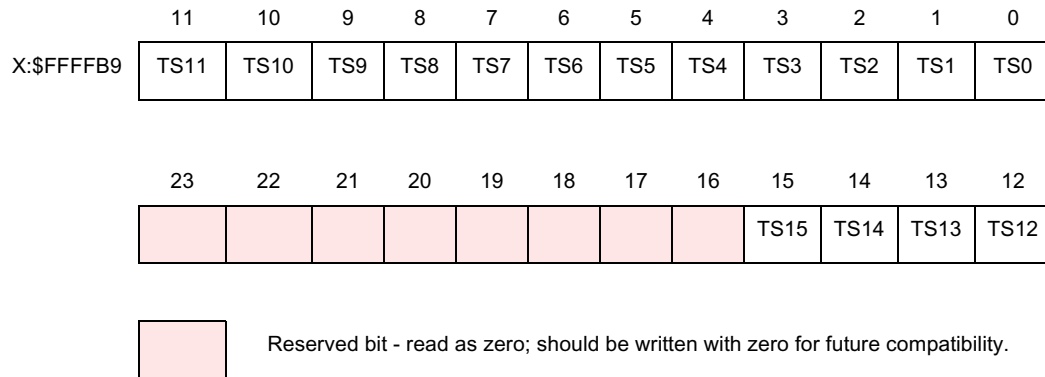 11 10 9 8 7 6 5 4 3 2 1 0
X:$FFFFB9 TS11 TS10 TS9 TS8 TS7 TS6 TS5 TS4 TS3 TS2 TS1 TS0
23 22 21 20 19 18 17 16 15 14 13 12
TS15 TS14 TS13 TS12
Reserved bit - read as zero; should be written with zero for future compatibility.